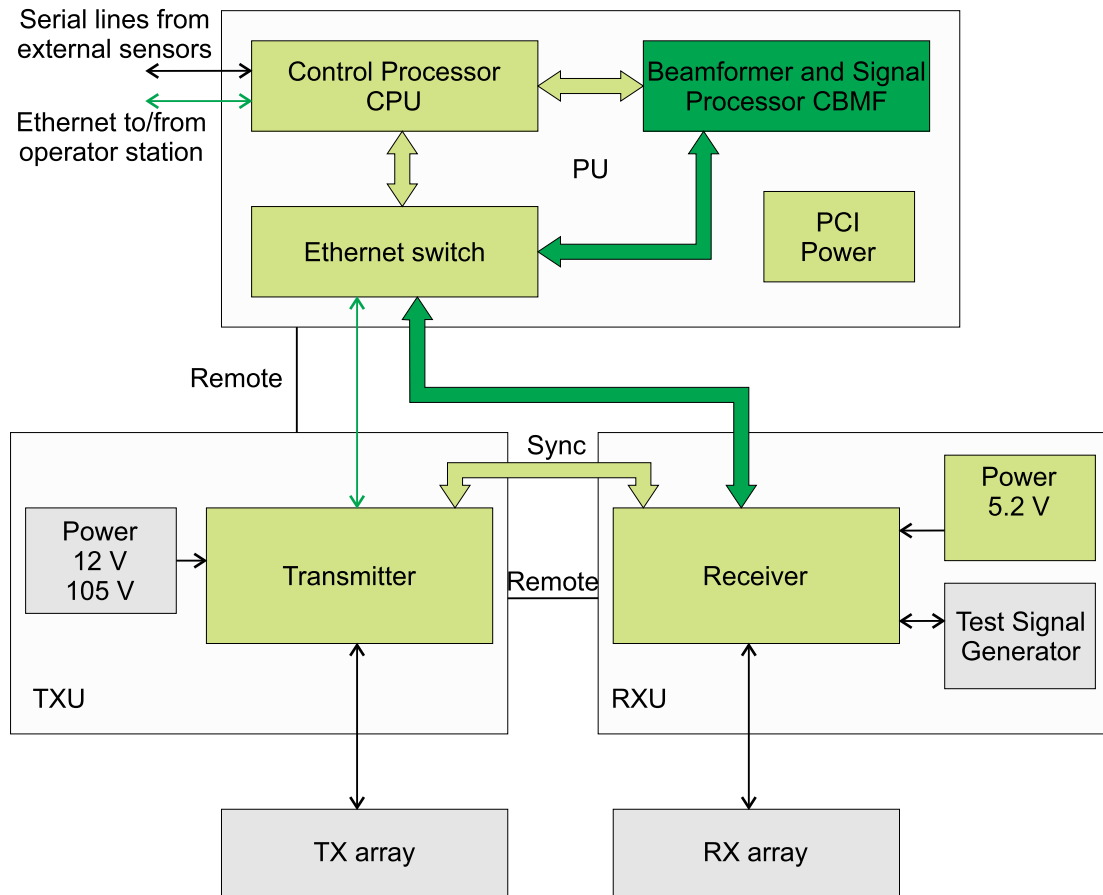 Serial lines from
external sensors
Ethernet to/from
operator station
Control Processor
CPU
Beamformer and Signal
Processor CBMF
PU
Ethernet switch
PCI
Power
Remote
Sync
Power
12 V
105 V
Transmitter
Remote
Receiver
Power
5.2 V
Test Signal
Generator
TXU
RXU
TX array
RX array